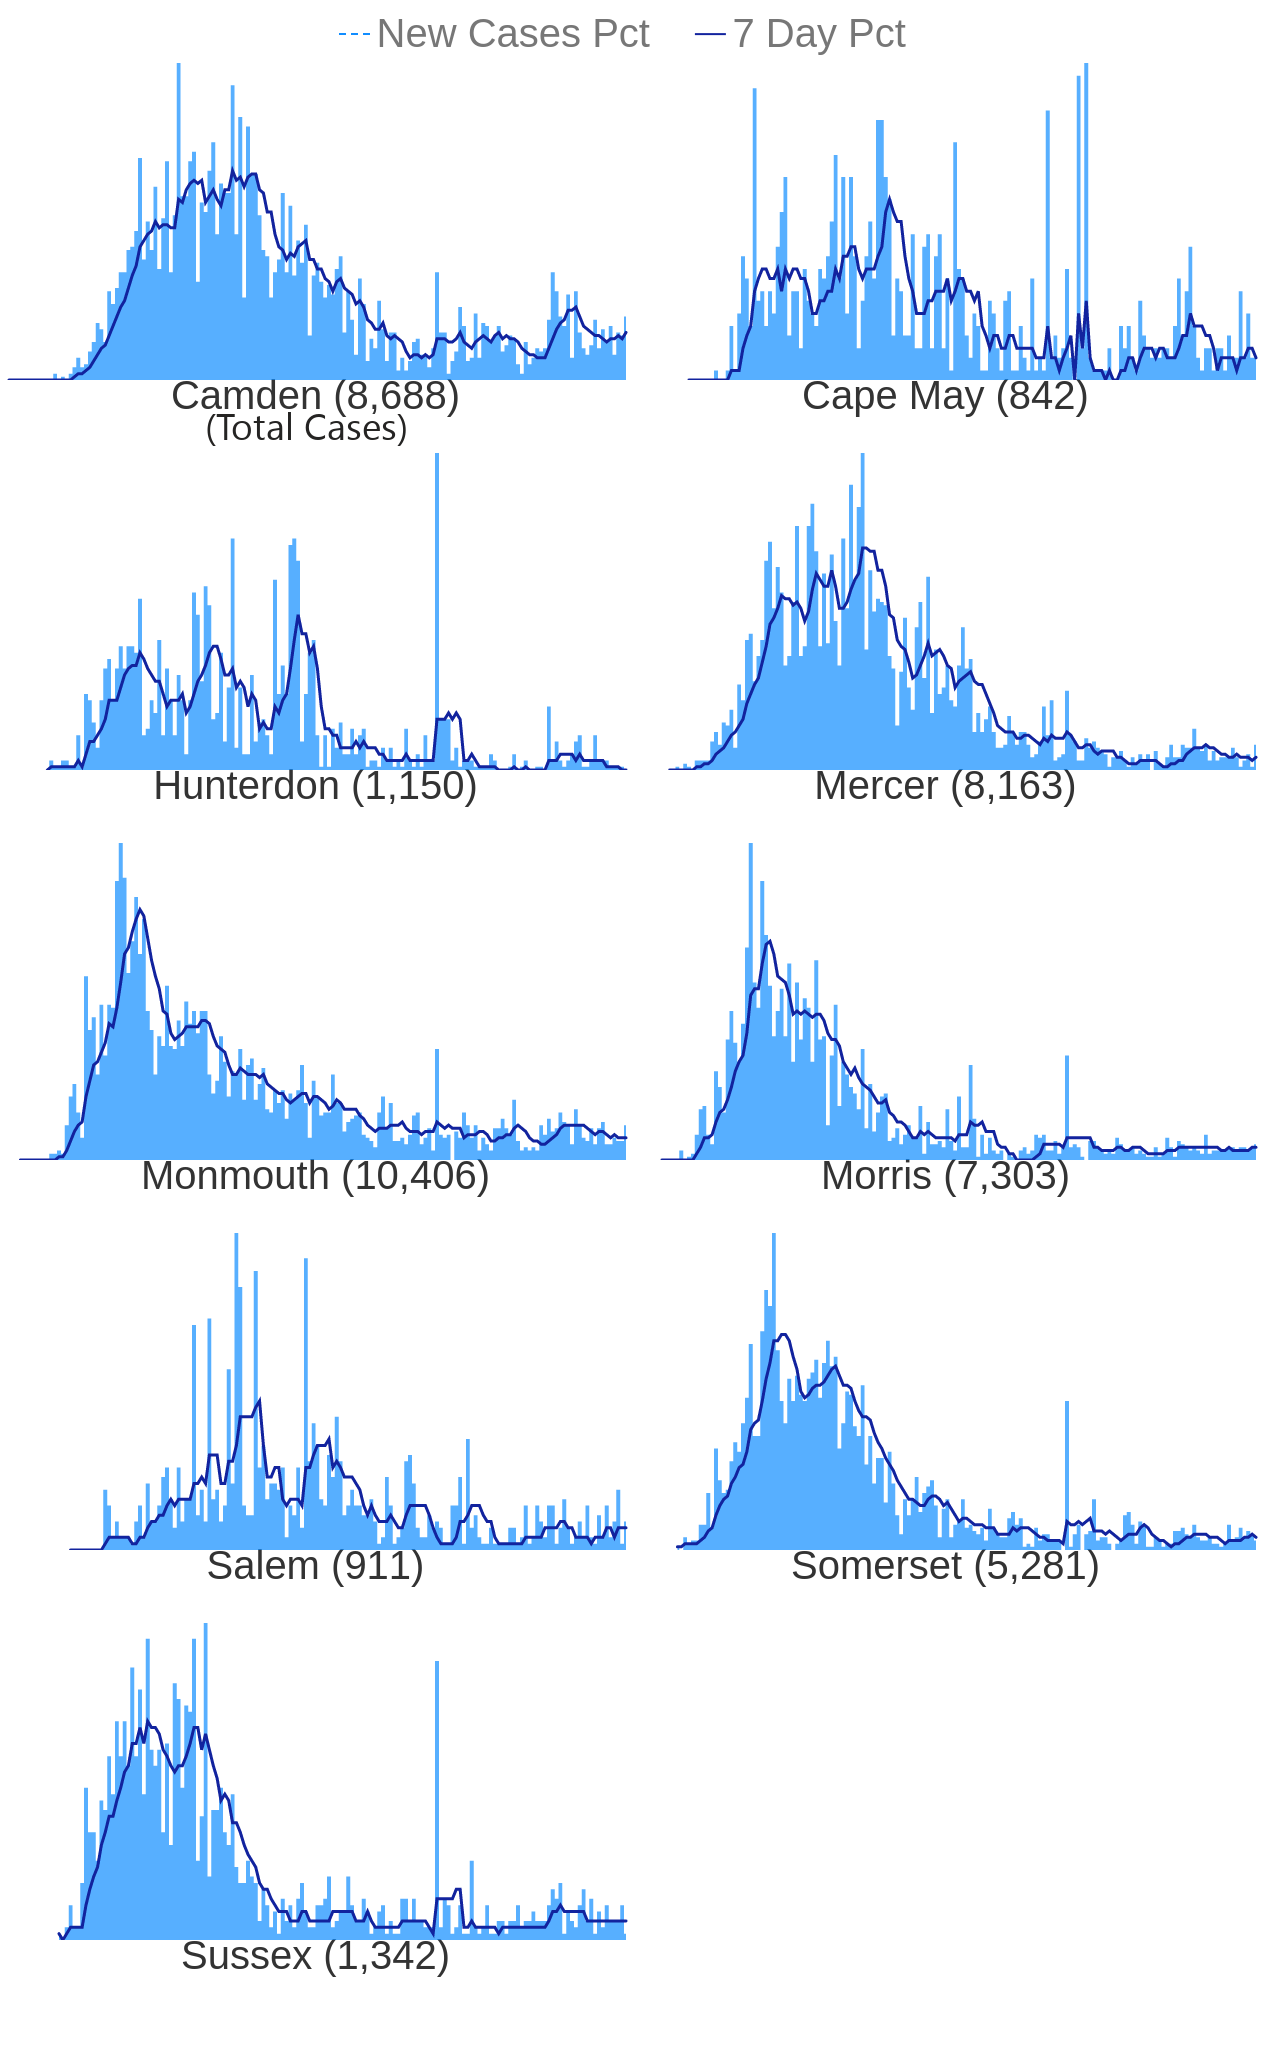 New Cases Pct 7 Day Pct
Camden (8,688) Cape May (842)
(Total Cases)
Hunterdon (1,150) Mercer (8,163)
Monmouth (10,406) Morris (7,303)
Salem (911) Somerset (5,281)
Sussex (1,342)